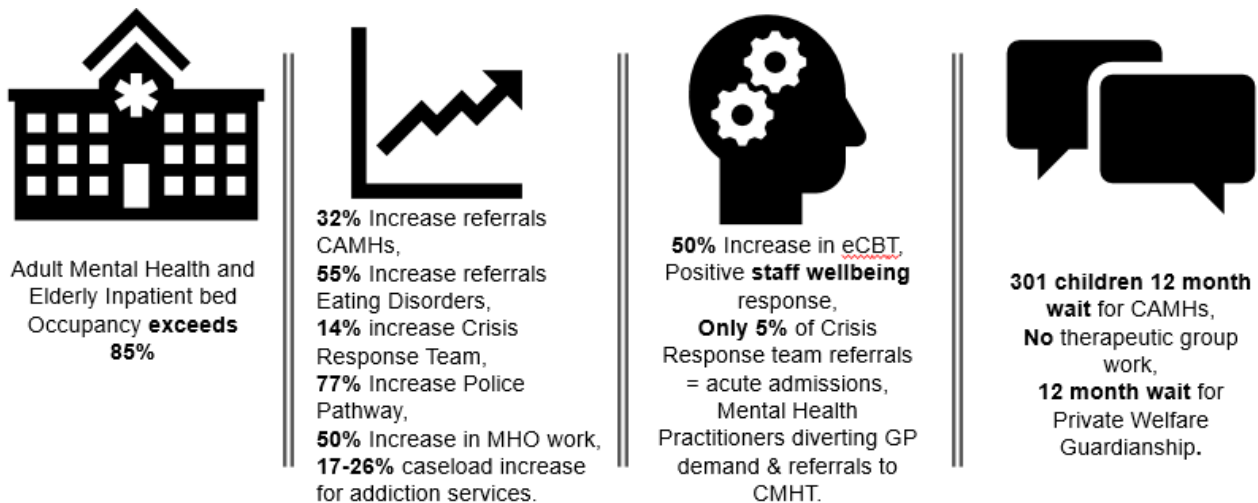 Adult Mental Health and
Elderly Inpatient bed
Occupancy exceeds
85%
32% Increase referrals
CAMHs,
55% Increase referrals
Eating Disorders,
14% increase Crisis
Response Team,
77% Increase Police
Pathway,
50% Increase in MHO work,
17-26% caseload increase
for addiction services.
50% Increase in eCBT,
Positive staff wellbeing
response,
Only 5% of Crisis
Response team referrals
= acute admissions,
Mental Health
Practitioners diverting GP
demand & referrals to
CMHT.
301 children 12 month
wait for CAMHs,
No therapeutic group
work,
12 month wait for
Private Welfare
Guardianship.